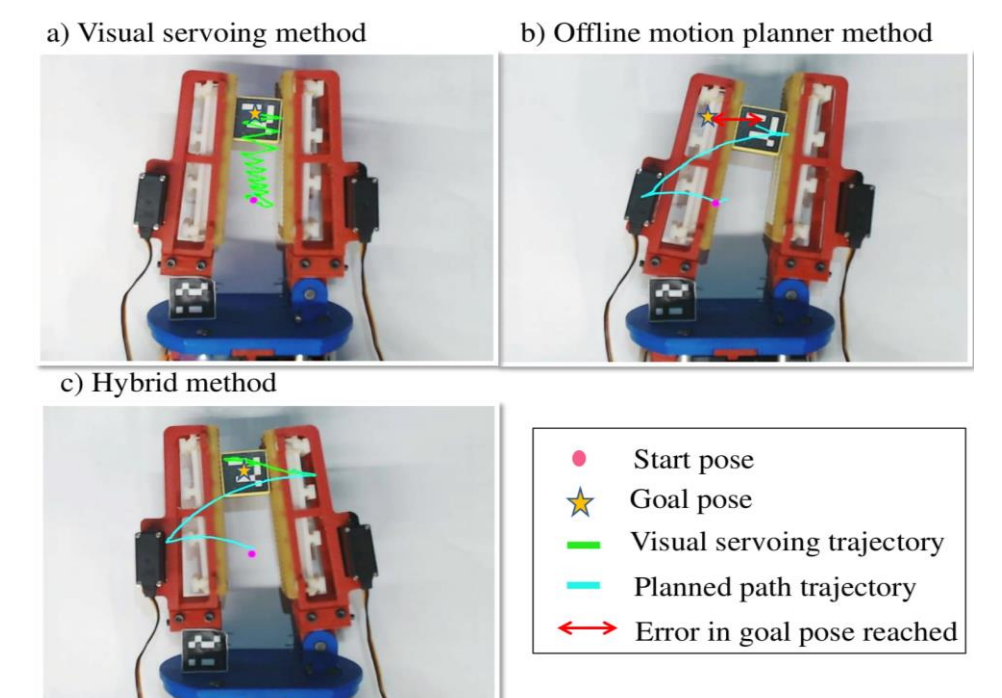 a) Visual servoing method
b) Offline motion planner method
c) Hybrid method
Start pose
Goal pose
Visual servoing trajectory
Planned path trajectory
Error in goal pose reached